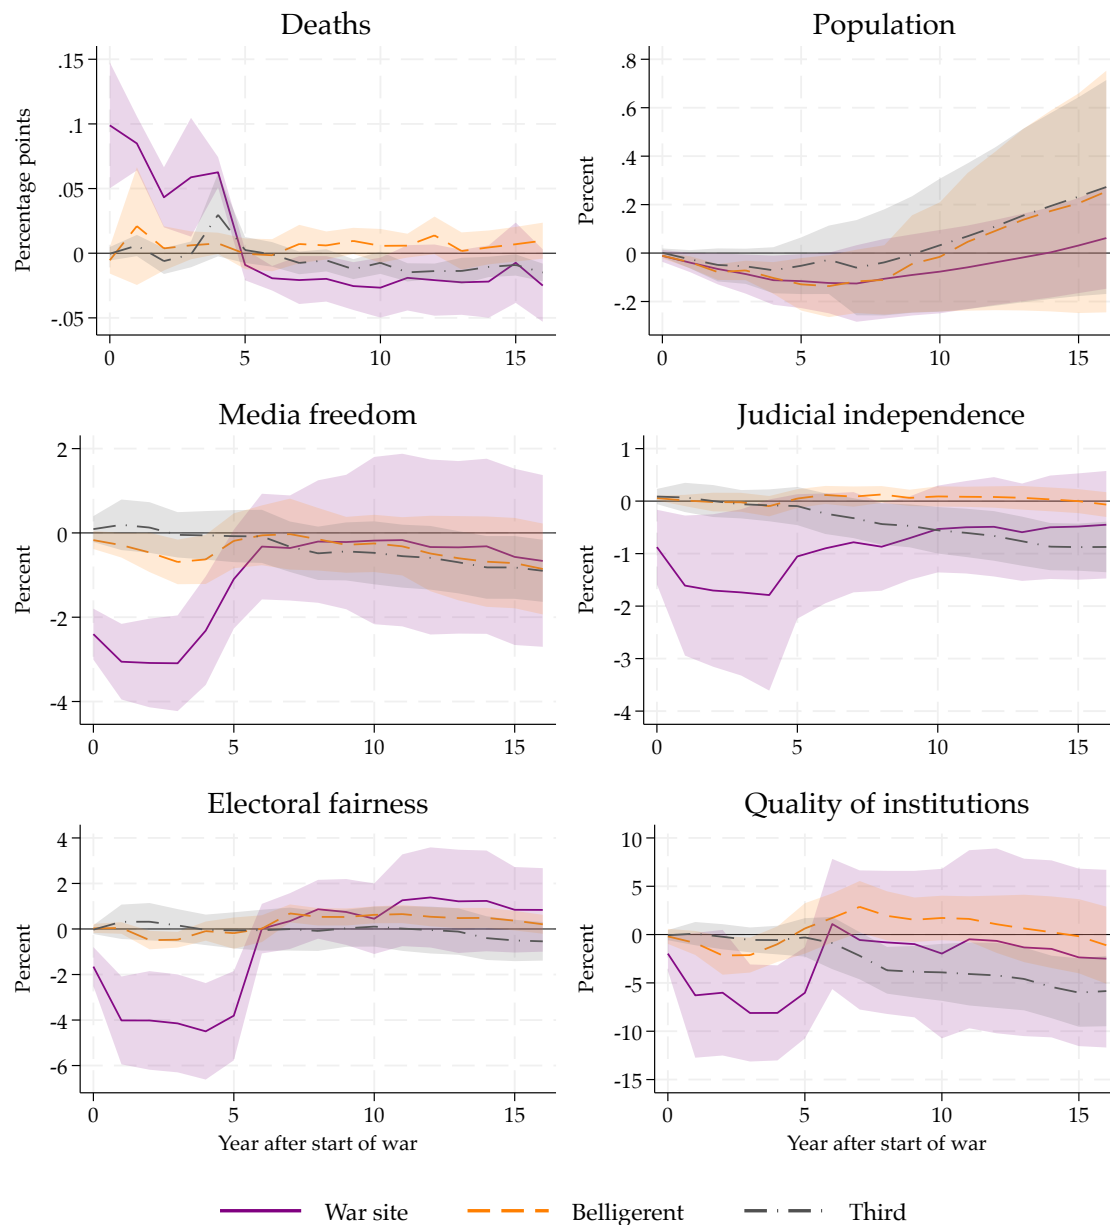 Deaths
Population
Percentage points
.15
.1
.05
0
-.05
0 5 10 15
Percent
.8
.6
.4
.2
0
-.2
0 5 10 15
Media freedom
Judicial independence
Percent
2
0
-2
-4
0 5 10 15
Percent
1
0
-1
-2
-3
-4
0 5 10 15
Electoral fairness
Quality of institutions
Percent
4
2
0
-2
-4
-6
0 5 10 15
Year after start of war
Percent
10
5
0
-5
-10
-15
0 5 10 15
Year after start of war
War site Belligerent Third